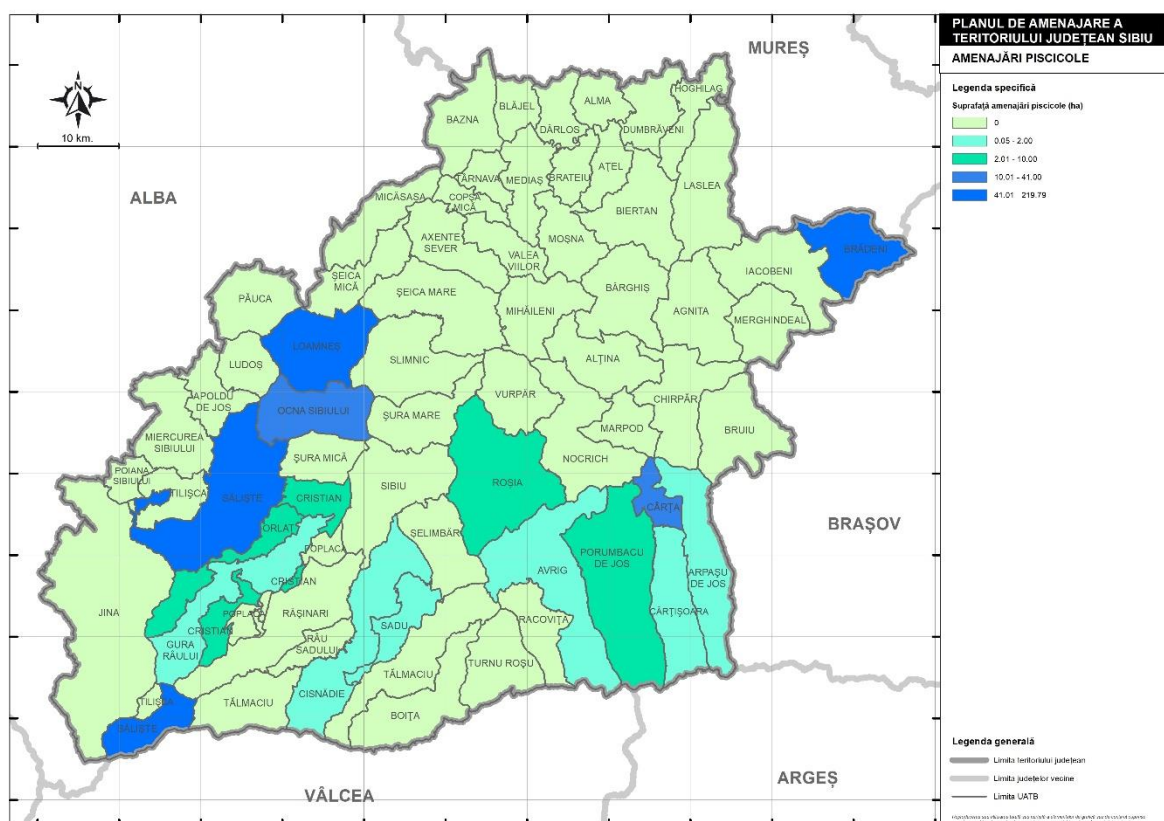 PLANUL DE AMENAJARE A
TERITORIULUI JUDEȚEAN SIBIU
AMENAJĂRI PISCICOLE
Legenda specifică
Suprafață amenajări piscicole (ha)
0
0.05 - 2.00
2.01 - 10.00
10.01 - 41.00
41.01 219.79
N
10 km.
MUREȘ
ALBA
BRAȘOV
ARGEȘ
VÂLCEA
HOGHILAG
ALMA
BLĂJEL
BAZNA
DÂRLOS
DUMBRĂVENI
AȚEL
TÂRNAVA
MEDIAȘ
BRATEIU
LASLEA
MICĂSASA
COPȘA
MICĂ
BIERTAN
AXENTE
SEVER
MOȘNA
VALEA
VIILOR
BRĂDENI
IACOBENI
ȘEICA
MICĂ
ȘEICA MARE
BÂRGHIȘ
PĂUCA
MIHĂILENI
AGNITA
MERGHINDEAL
LOAMNEȘ
SLIMNIC
ALȚINA
LUDOȘ
APOLDU
DE JOS
VURPĂR
CHIRPĂR
OCNA SIBIULUI
ȘURA MARE
MARPOD
BRUIU
MIERCUREA
SIBIULUI
ȘURA MICĂ
NOCRICH
POIANA
SIBIULUI
TILIȘCA
SIBIU
ROȘIA
SĂLIȘTE
CRISTIAN
CÂRȚA
ORLAT
ȘELIMBĂR
POPLACA
PORUMBACU
DE JOS
AVRIG
ARPAȘU
DE JOS
CRISTIAN
JINA
POPLACA
RĂȘINARI
CÂRȚIȘOARA
SADU
RACOVIȚA
CRISTIAN
GURA
RÂULUI
RÂU
SADULUI
TĂLMACIU
TURNU ROȘU
CISNĂDIE
TILIȘCA
TĂLMACIU
BOIȚA
SĂLIȘTE
Legenda generală
Limita teritoriului județean
Limita județelor vecine
Limita UATB